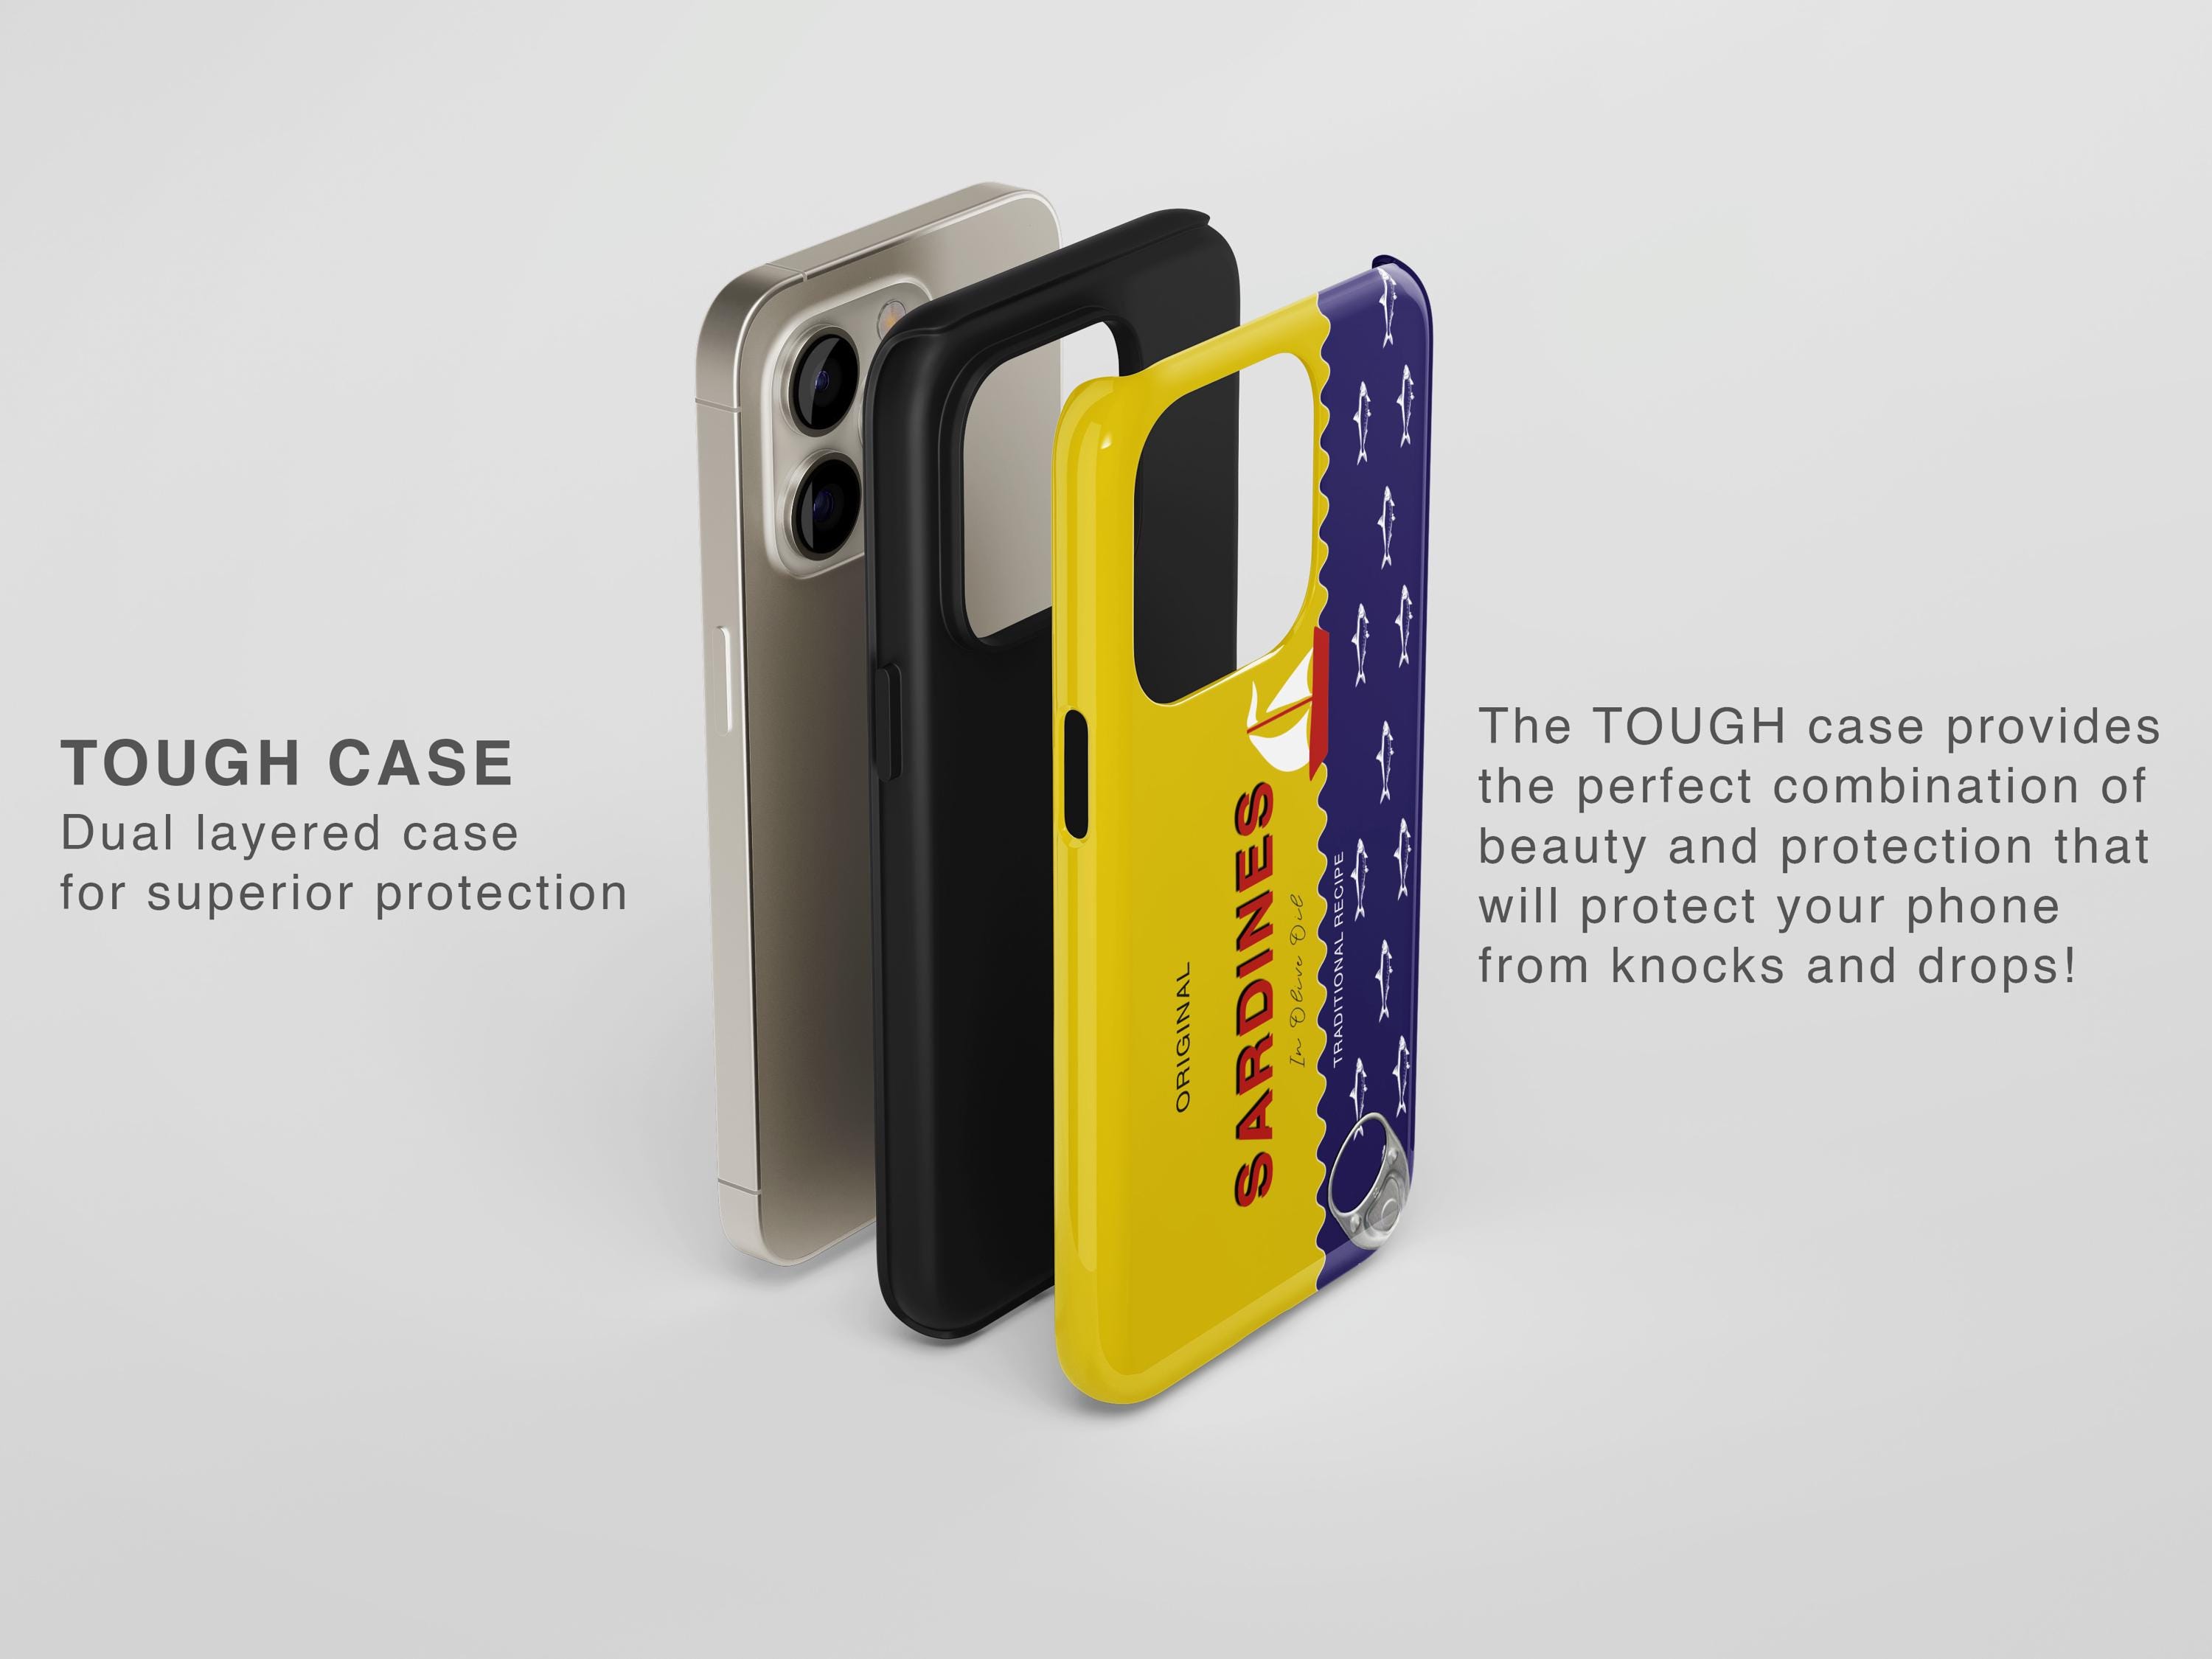 TOUGH CASE
Dual layered case
for superior protection
ORIGINAL
SARDINES
In Olive Oil
TRADITIONAL RECIPE
The TOUGH case provides
the perfect combination of
beauty and protection that
will protect your phone
from knocks and drops!